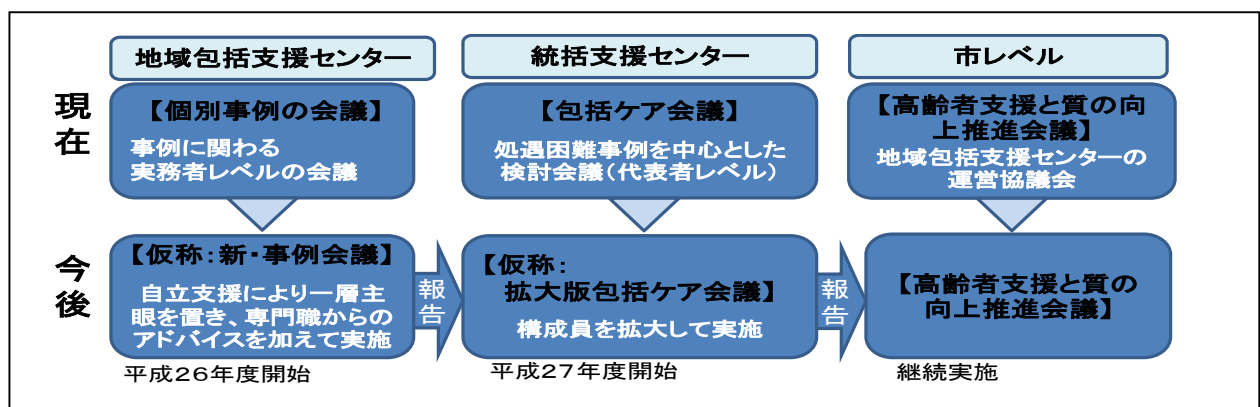 地域包括支援センター
統括支援センター
市レベル
現在
【個別事例の会議】
事例に関わる
実務者レベルの会議
【包括ケア会議】
処遇困難事例を中心とした
検討会議(代表者レベル)
【高齢者支援と質の向
上推進会議】
地域包括支援センターの
運営協議会
今後
【仮称:新・事例会議】
自立支援により一層主
眼を置き、専門職からの
アドバイスを加えて実施
報告
【仮称:
拡大版包括ケア会議】
構成員を拡大して実施
報告
【高齢者支援と質の
向上推進会議】
平成26年度開始
平成27年度開始
継続実施